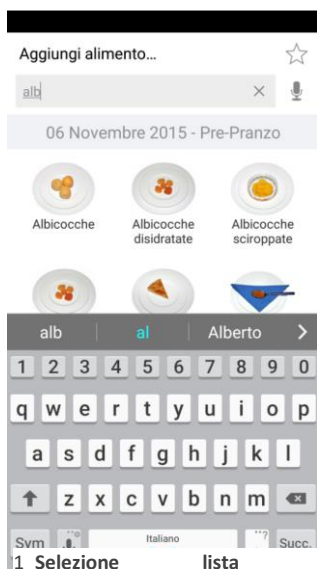 Aggiungi alimento...
alb
06 Novembre 2015 - Pre-Pranzo
Albicocche
Albicocche disidratate
Albicocche sciroppate
alb al Alberto
1 2 3 4 5 6 7 8 9 0
q w e r t y u i o p
a s d f g h j k l
z x c v b n m
Sym Italiano .?  Succ.
1 Selezione lista